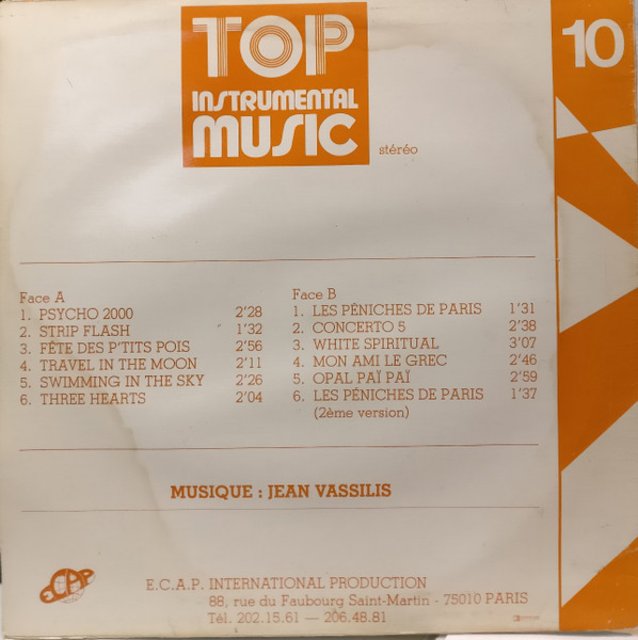 TOP
INSTRUMENTAL
MUSIC
stéréo
10
Face A
1. PSYCHO 2000 2'28
2. STRIP FLASH 1'32
3. FÊTE DES P'TITS POIS 2'56
4. TRAVEL IN THE MOON 2'11
5. SWIMMING IN THE SKY 2'26
6. THREE HEARTS 2'04
Face B
1. LES PÉNICHES DE PARIS 1'31
2. CONCERTO 5 2'38
3. WHITE SPIRITUAL 3'07
4. MON AMI LE GREC 2'46
5. OPAL PAÏ PAÏ 2'59
6. LES PÉNICHES DE PARIS 1'37
(2ème version)
MUSIQUE : JEAN VASSILIS
E.C.A.P.
E.C.A.P. INTERNATIONAL PRODUCTION
88, rue du Faubourg Saint-Martin - 75010 PARIS
Tél. 202.15.61 — 206.48.81